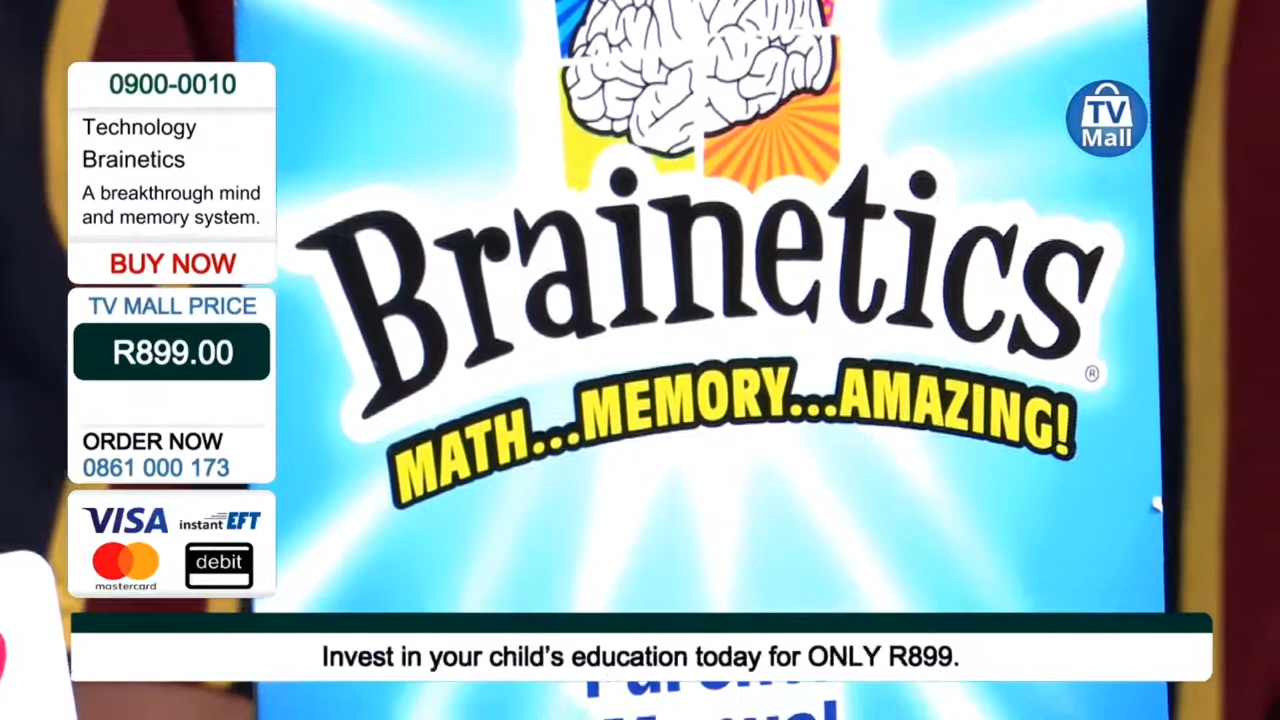 0900-0010
Technology
Brainetics
A breakthrough mind
and memory system.
BUY NOW
TV MALL PRICE
R899.00
ORDER NOW
0861 000 173
VISA instant EFT
mastercard debit
TV
Mall
Brainetics®
MATH...MEMORY...AMAZING!
Invest in your child's education today for ONLY R899.